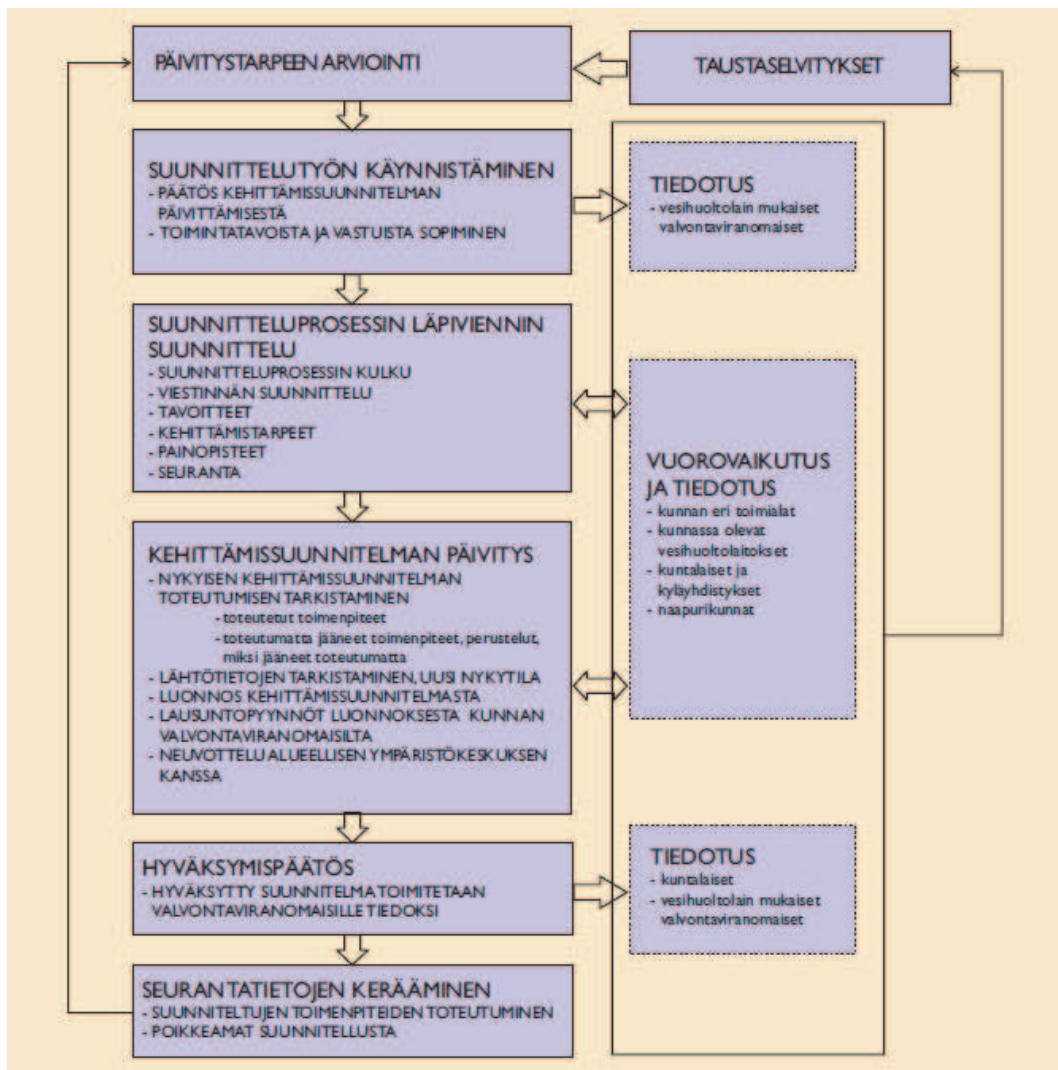 PÄIVITYSTARPEEN ARVIOINTI
TAUSTASELVITYKSET
SUUNNITTELUTYÖN KÄYNNISTÄMINEN
- PÄÄTÖS KEHITTÄMISSUUNNITELMAN
PÄIVITTÄMISESTÄ
- TOIMINTATAVOISTA JA VASTUISTA SOPIMINEN
TIEDOTUS
- vesihuoltolain mukaiset
valvontaviranomaiset
SUUNNITTELUPROSESSIN LÄPIVIENNIN
SUUNNITTELU
- SUUNNITTELUPROSESSIN KULKU
- VIESTINNÄN SUUNNITTELU
- TAVOITTEET
- KEHITTÄMISTARPEET
- PAINOPISTEET
- SEURANTA
VUOROVAIKUTUS
JA TIEDOTUS
- kunnan eri toimialat
- kunnassa olevat
vesihuoltolaitokset
- kuntalaiset ja
kyläyhdistykset
- naapurikunnat
KEHITTÄMISSUUNNITELMAN PÄIVITYS
- NYKYISEN KEHITTÄMISSUUNNITELMAN
TOTEUTUMISEN TARKISTAMINEN
- toteutetut toimenpiteet
- toteutumatta jääneet toimenpiteet, perustelut,
miksi jääneet toteutumatta
- LÄHTÖTIETOJEN TARKISTAMINEN, UUSI NYKYTILA
- LUONNOS KEHITTÄMISSUUNNITELMASTA
- LAUSUNTOPYYNNÖT LUONNOKSESTA KUNNAN
VALVONTAVIRANOMAISILTA
- NEUVOTTELU ALUEELLISEN YMPÄRISTÖKESKUKSEN
KANSSA
HYVÄKSYMISPÄÄTÖS
- HYVÄKSYTTY SUUNNITELMA TOIMITETAAN
VALVONTAVIRANOMAISILLE TIEDOKSI
TIEDOTUS
- kuntalaiset
- vesihuoltolain mukaiset
valvontaviranomaiset
SEURANTATIETOJEN KERÄÄMINEN
- SUUNNITELTUJEN TOIMENPITEIDEN TOTEUTUMINEN
- POIKKEAMAT SUUNNITELLUSTA